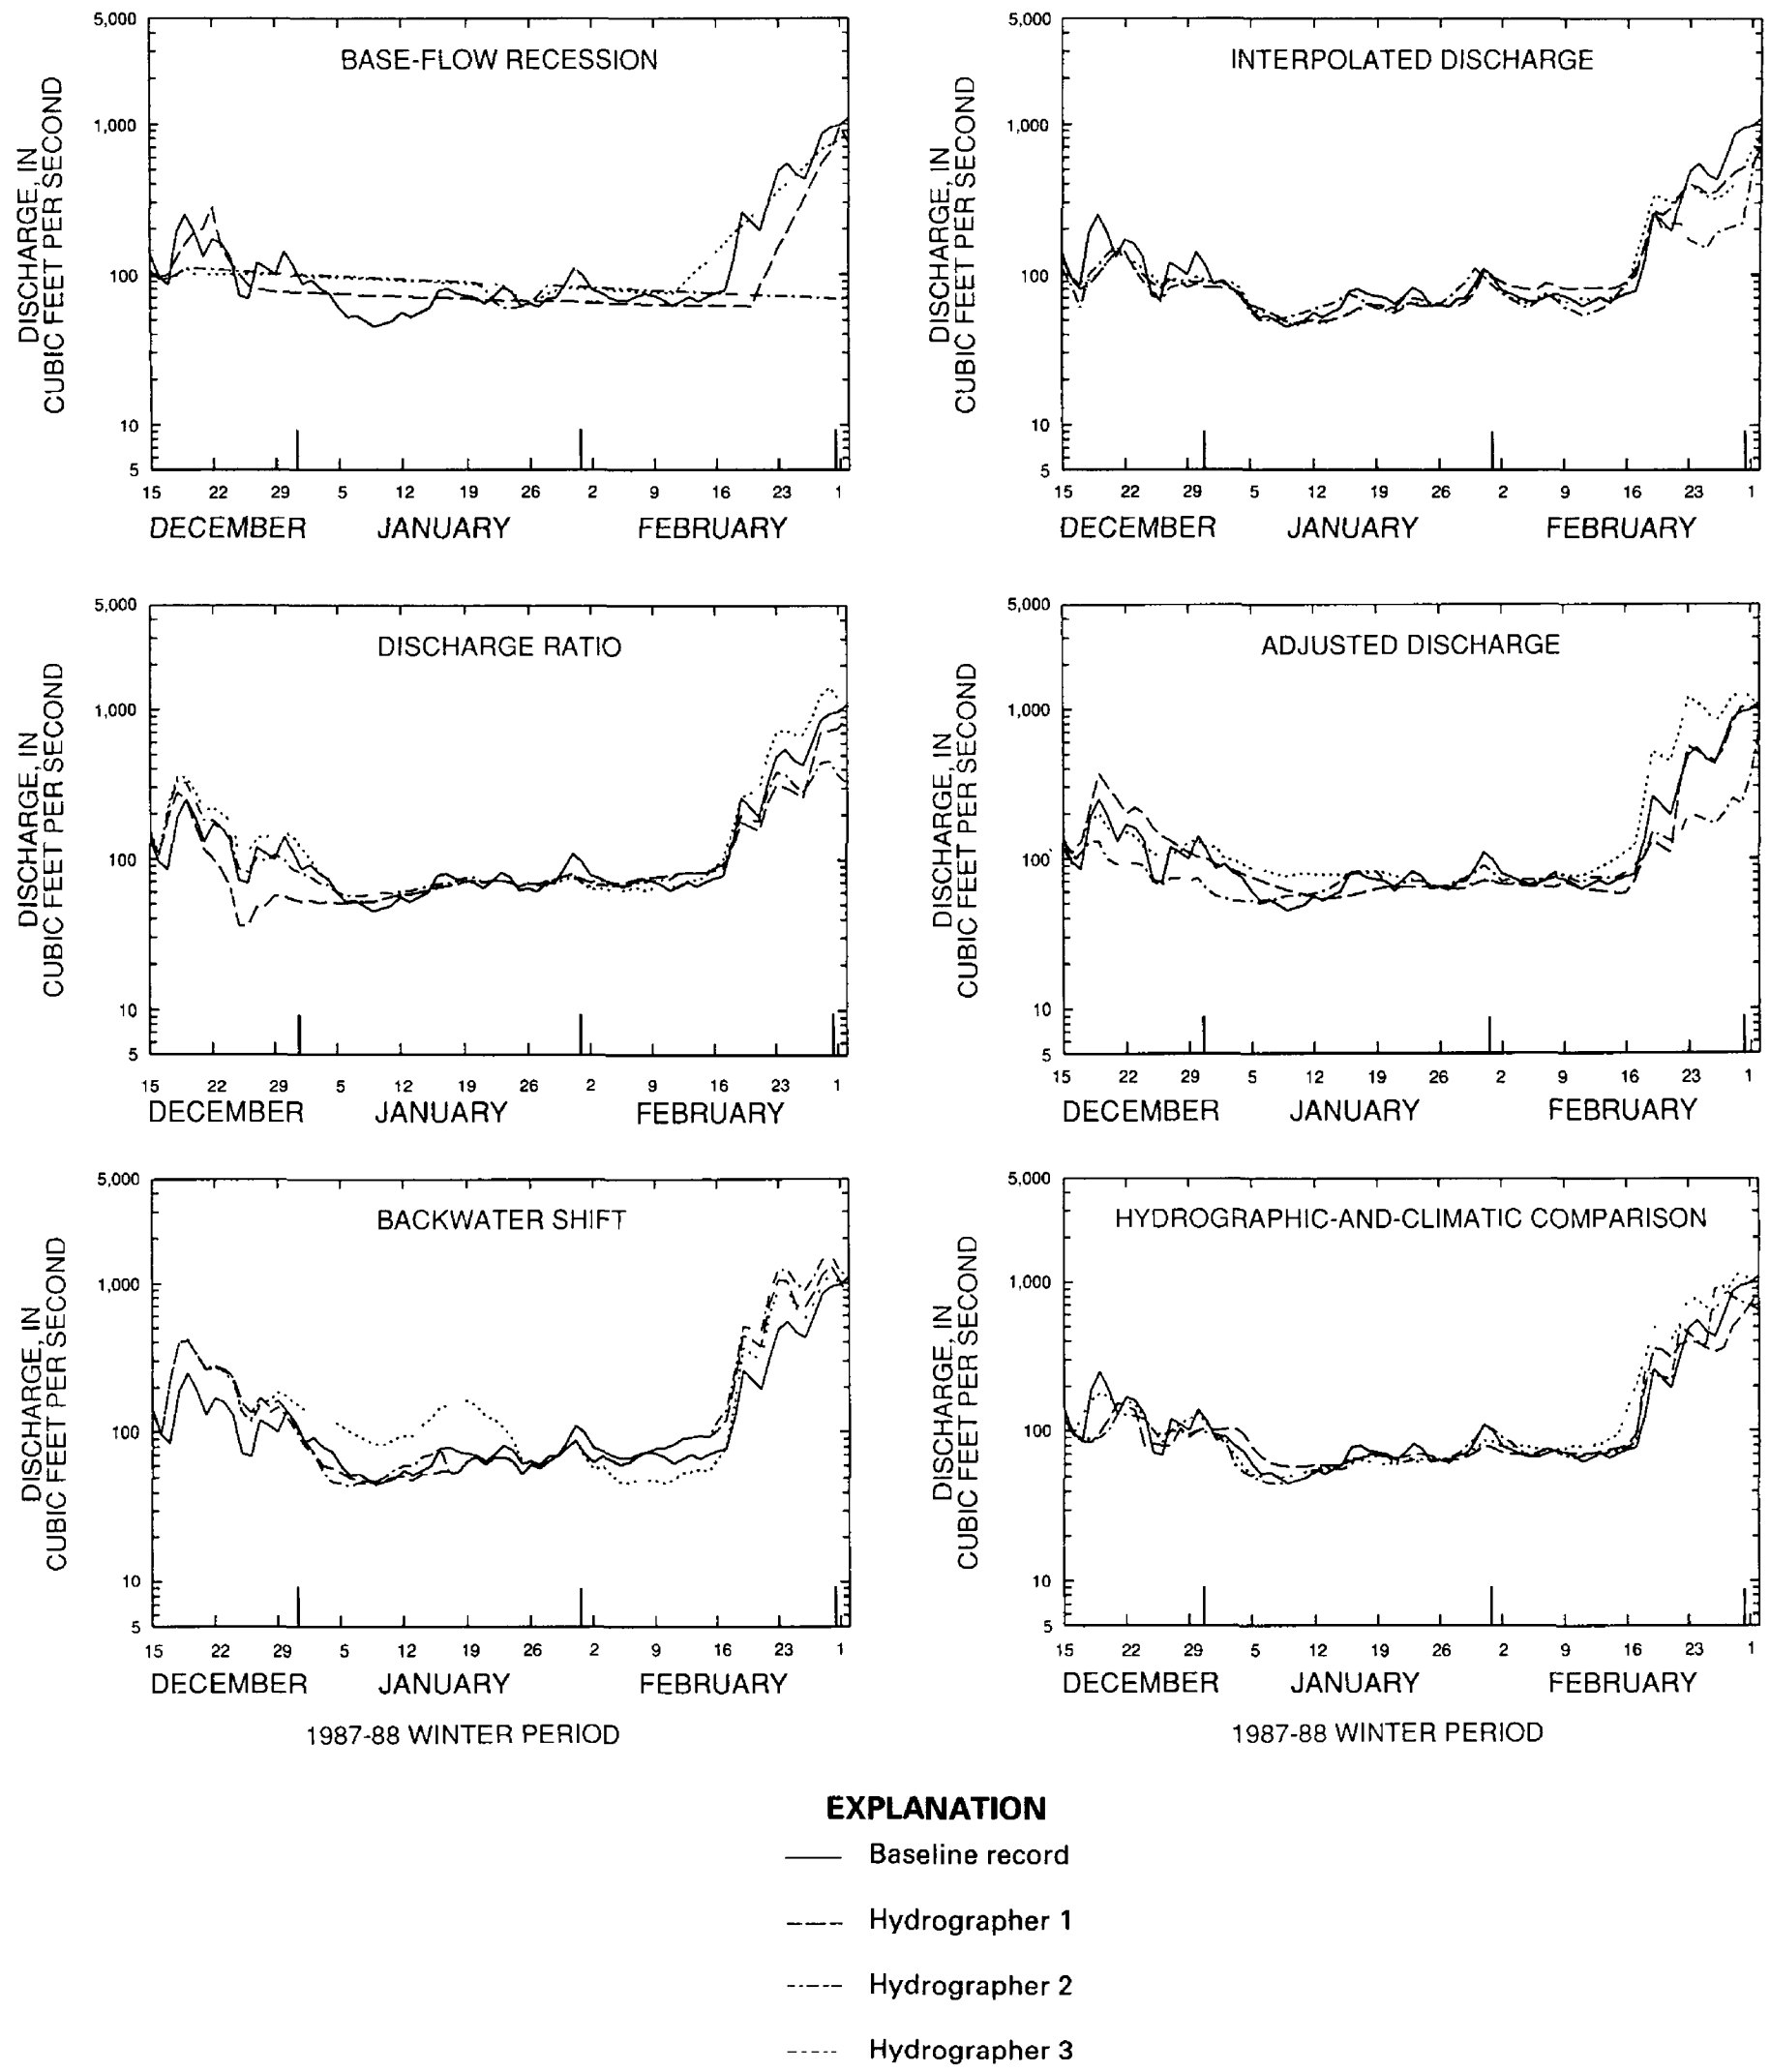 BASE-FLOW RECESSION
DISCHARGE, IN
CUBIC FEET PER SECOND
5,000
1,000
100
10
5
15 22 29 5 12 19 26 2 9 16 23 1
DECEMBER JANUARY FEBRUARY
INTERPOLATED DISCHARGE
DISCHARGE, IN
CUBIC FEET PER SECOND
5,000
1,000
100
10
5
15 22 29 5 12 19 26 2 9 16 23 1
DECEMBER JANUARY FEBRUARY
DISCHARGE RATIO
DISCHARGE, IN
CUBIC FEET PER SECOND
5,000
1,000
100
10
5
15 22 29 5 12 19 26 2 9 16 23 1
DECEMBER JANUARY FEBRUARY
ADJUSTED DISCHARGE
DISCHARGE, IN
CUBIC FEET PER SECOND
5,000
1,000
100
10
5
15 22 29 5 12 19 26 2 9 16 23 1
DECEMBER JANUARY FEBRUARY
BACKWATER SHIFT
DISCHARGE, IN
CUBIC FEET PER SECOND
5,000
1,000
100
10
5
15 22 29 5 12 19 26 2 9 16 23 1
DECEMBER JANUARY FEBRUARY
1987-88 WINTER PERIOD
HYDROGRAPHIC-AND-CLIMATIC COMPARISON
DISCHARGE, IN
CUBIC FEET PER SECOND
5,000
1,000
100
10
5
15 22 29 5 12 19 26 2 9 16 23 1
DECEMBER JANUARY FEBRUARY
1987-88 WINTER PERIOD
EXPLANATION
Baseline record
Hydrographer 1
Hydrographer 2
Hydrographer 3